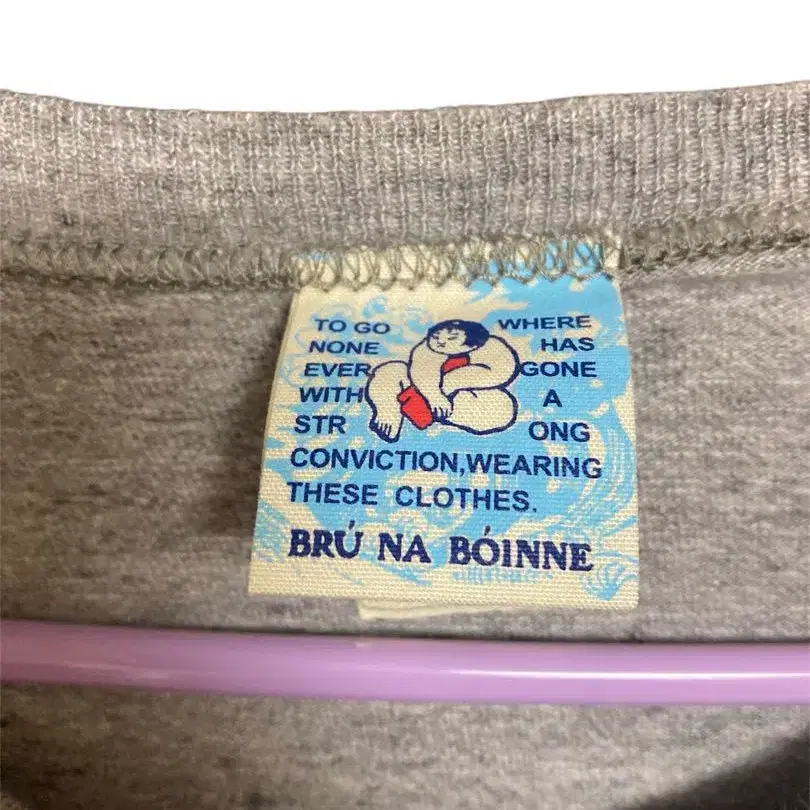 TO GO WHERE
NONE HAS
EVER GONE
WITH A
STR ONG
CONVICTION,WEARING
THESE CLOTHES.
BRÚ NA BÓINNE